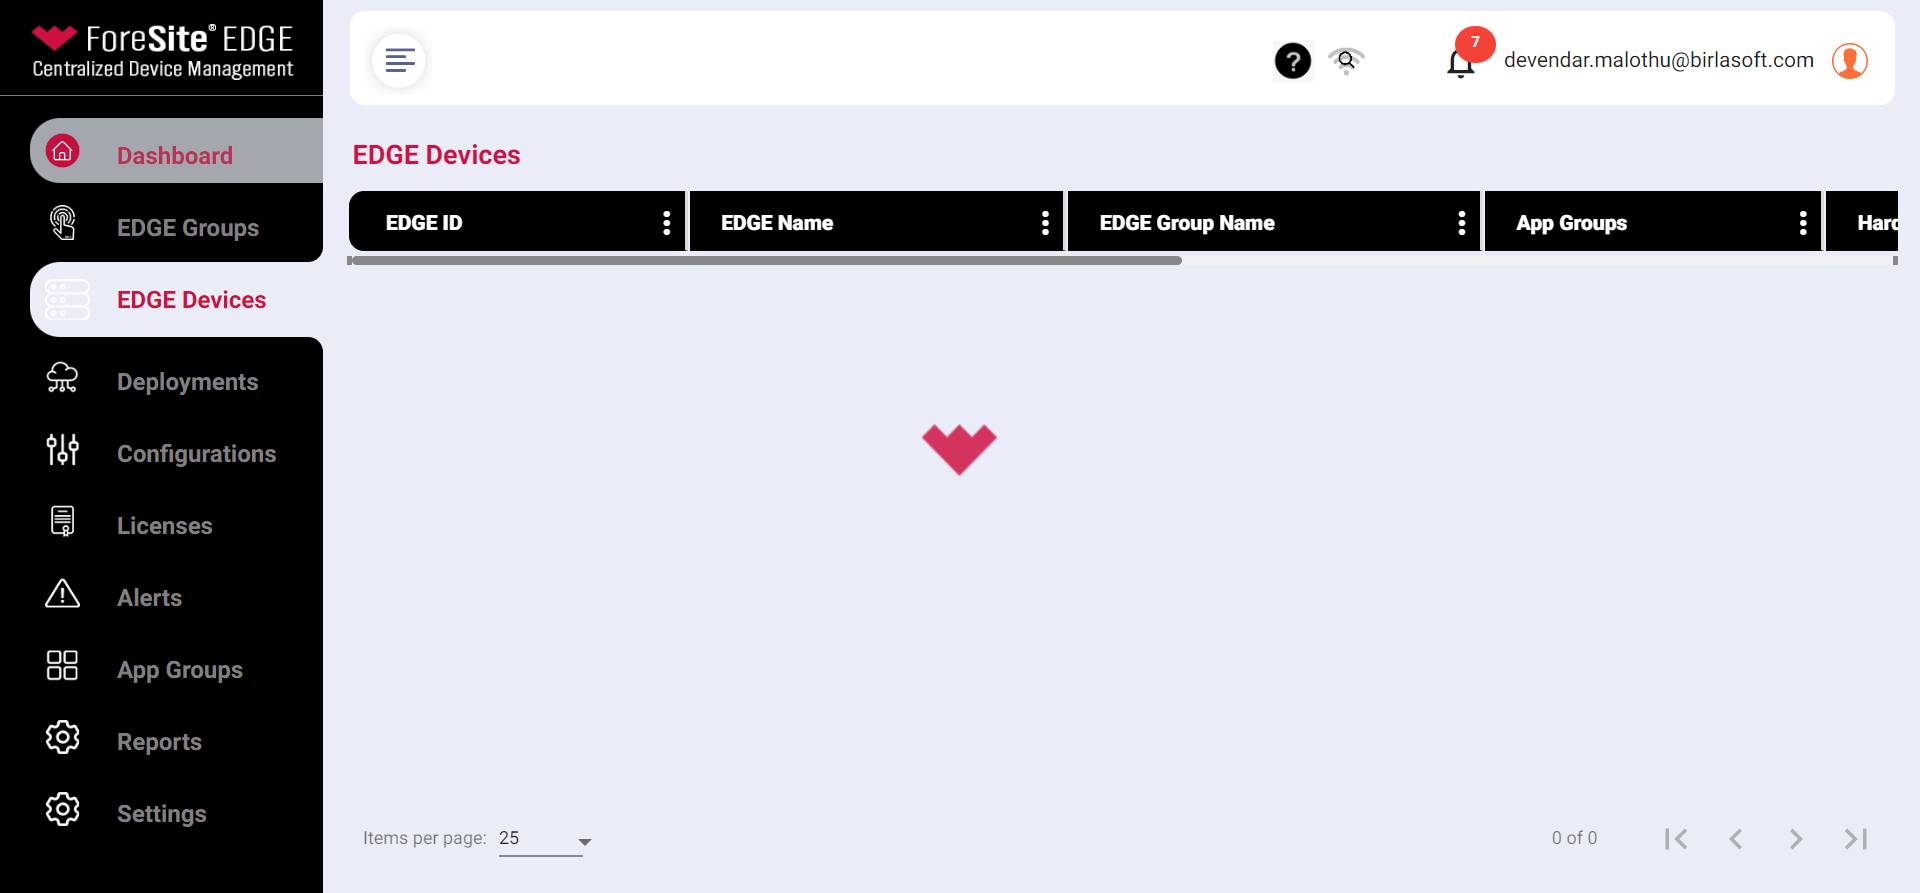 ForeSite® EDGE
Centralized Device Management
Dashboard
EDGE Groups
EDGE Devices
Deployments
Configurations
Licenses
Alerts
App Groups
Reports
Settings
?
7
devendar.malothu@birlasoft.com
EDGE Devices
EDGE ID EDGE Name EDGE Group Name App Groups Hard
Items per page: 25
0 of 0